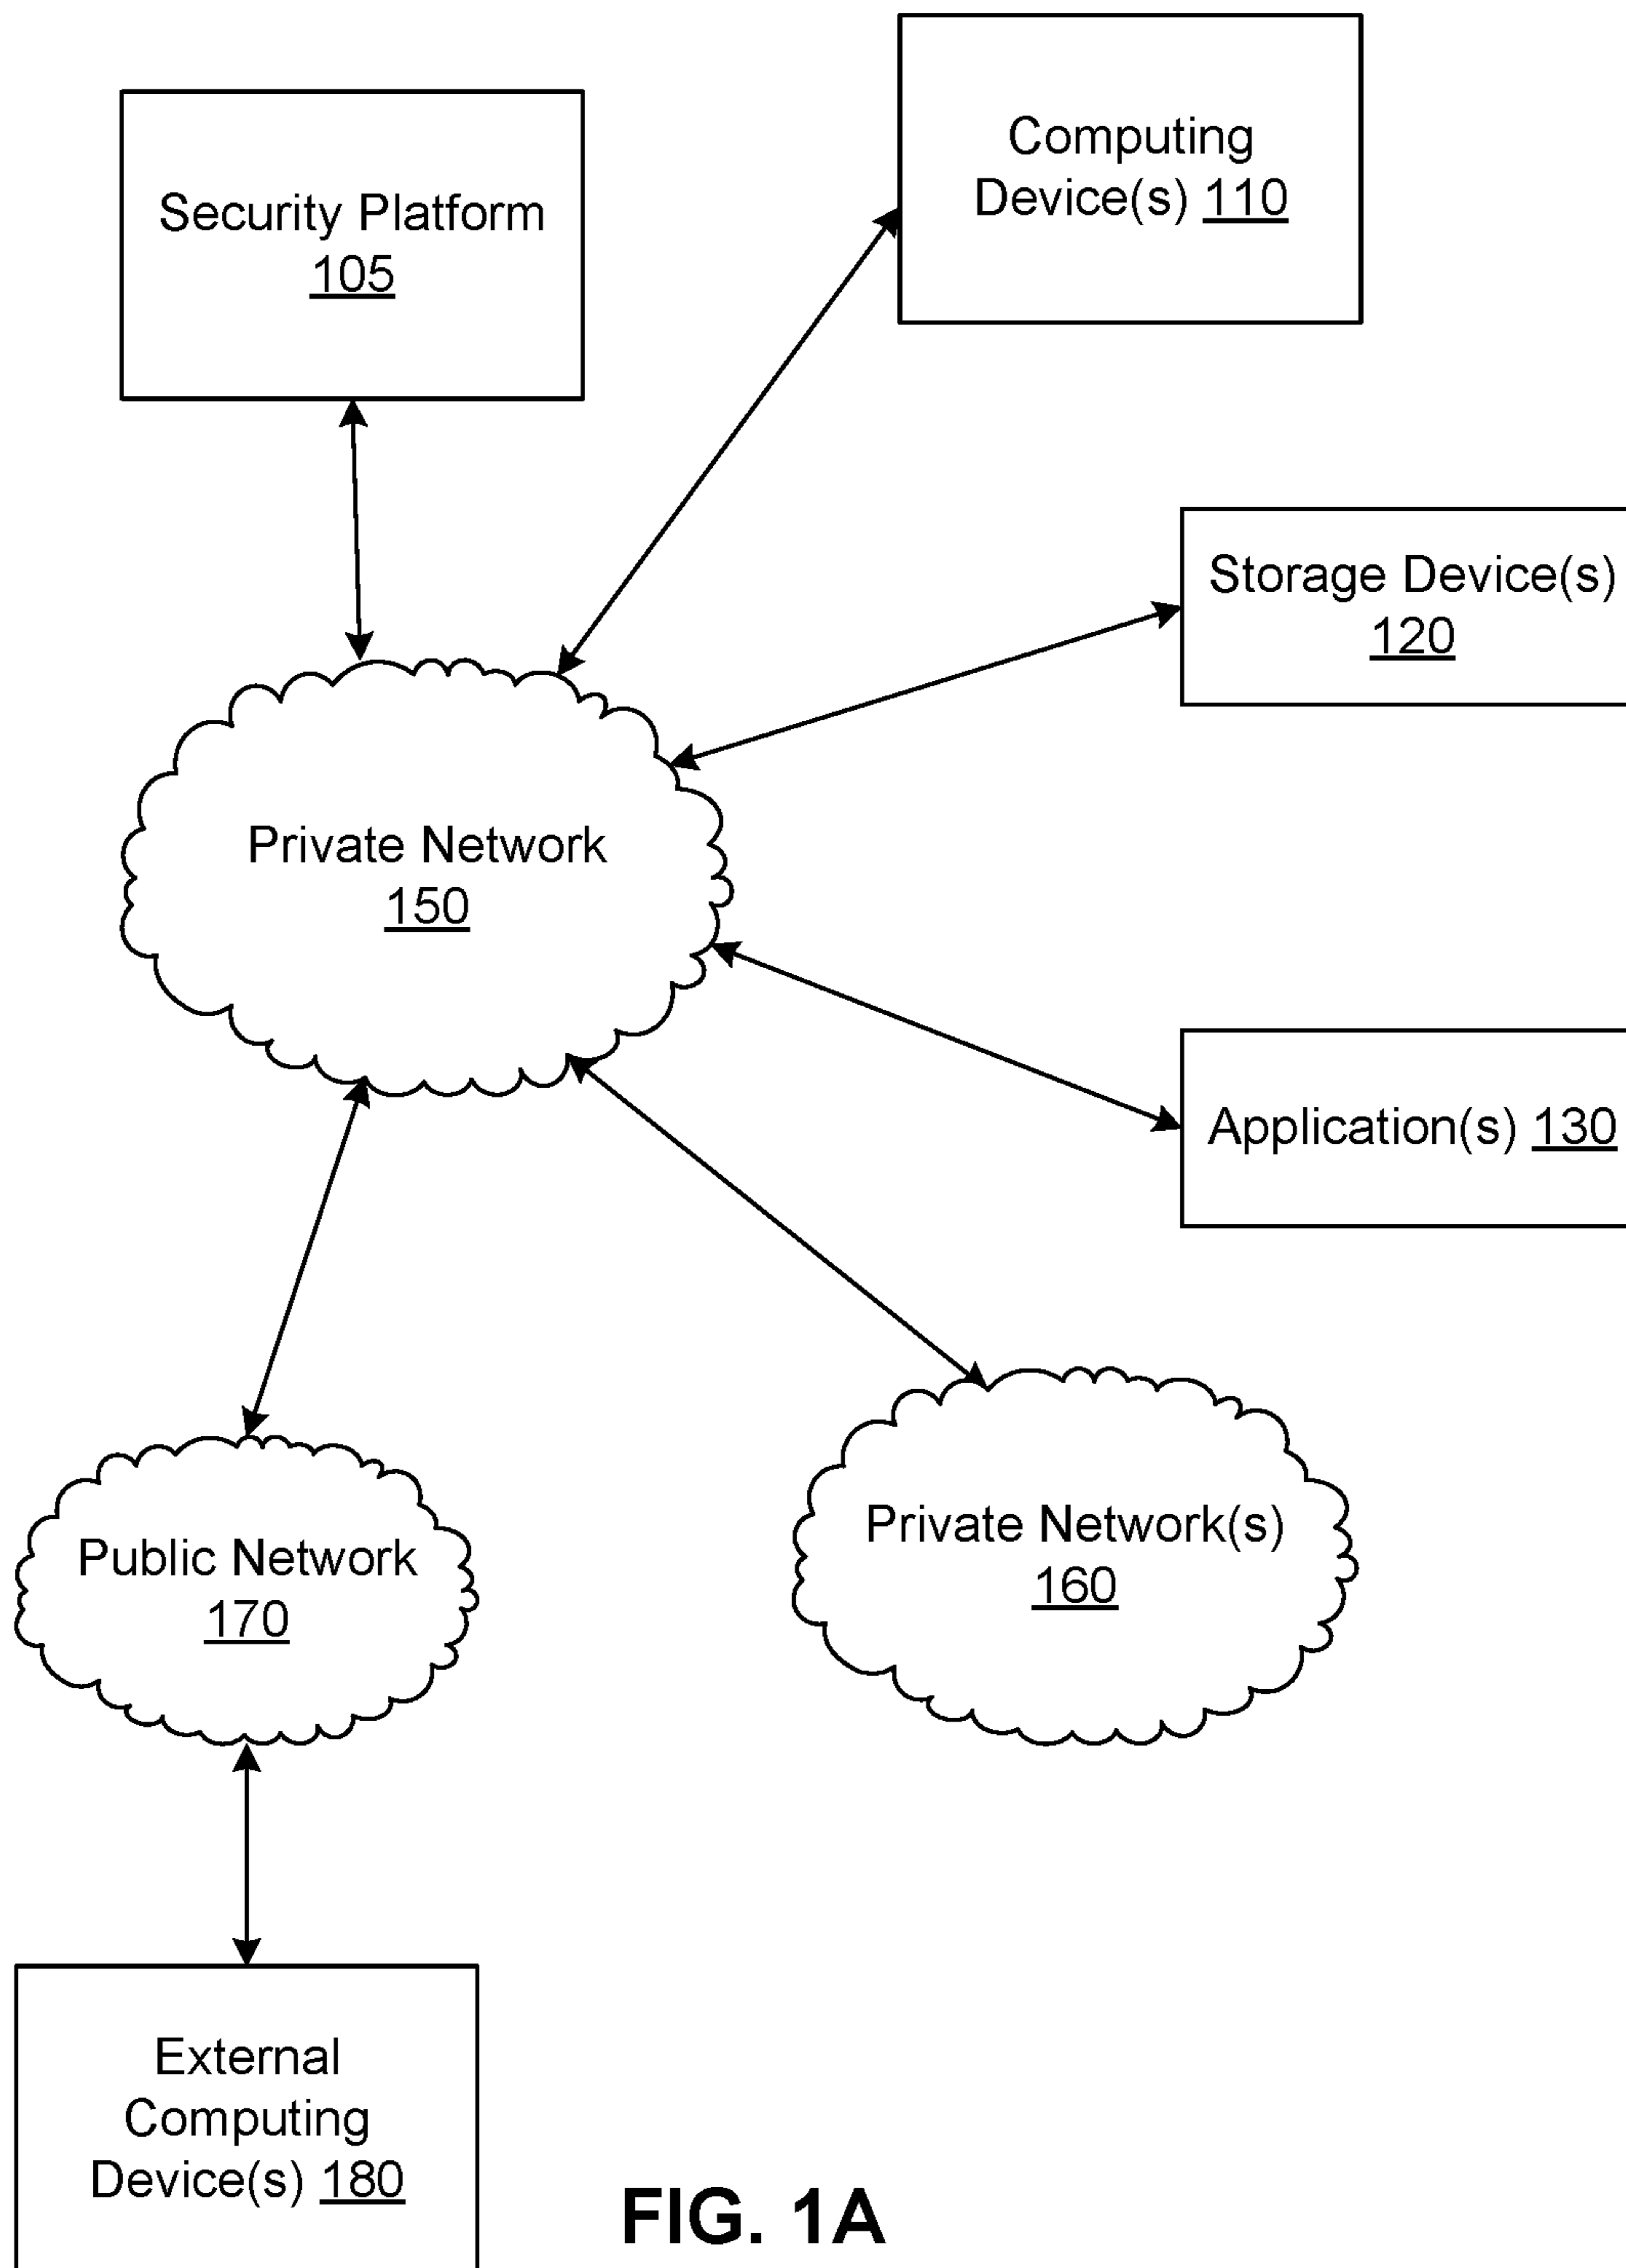 Computing
Device(s) 110
Security Platform
105
Storage Device(s)
120
Private Network
150
Application(s) 130
Private Network(s)
160
Public Network
170
External
Computing
Device(s) 180
FIG. 1A